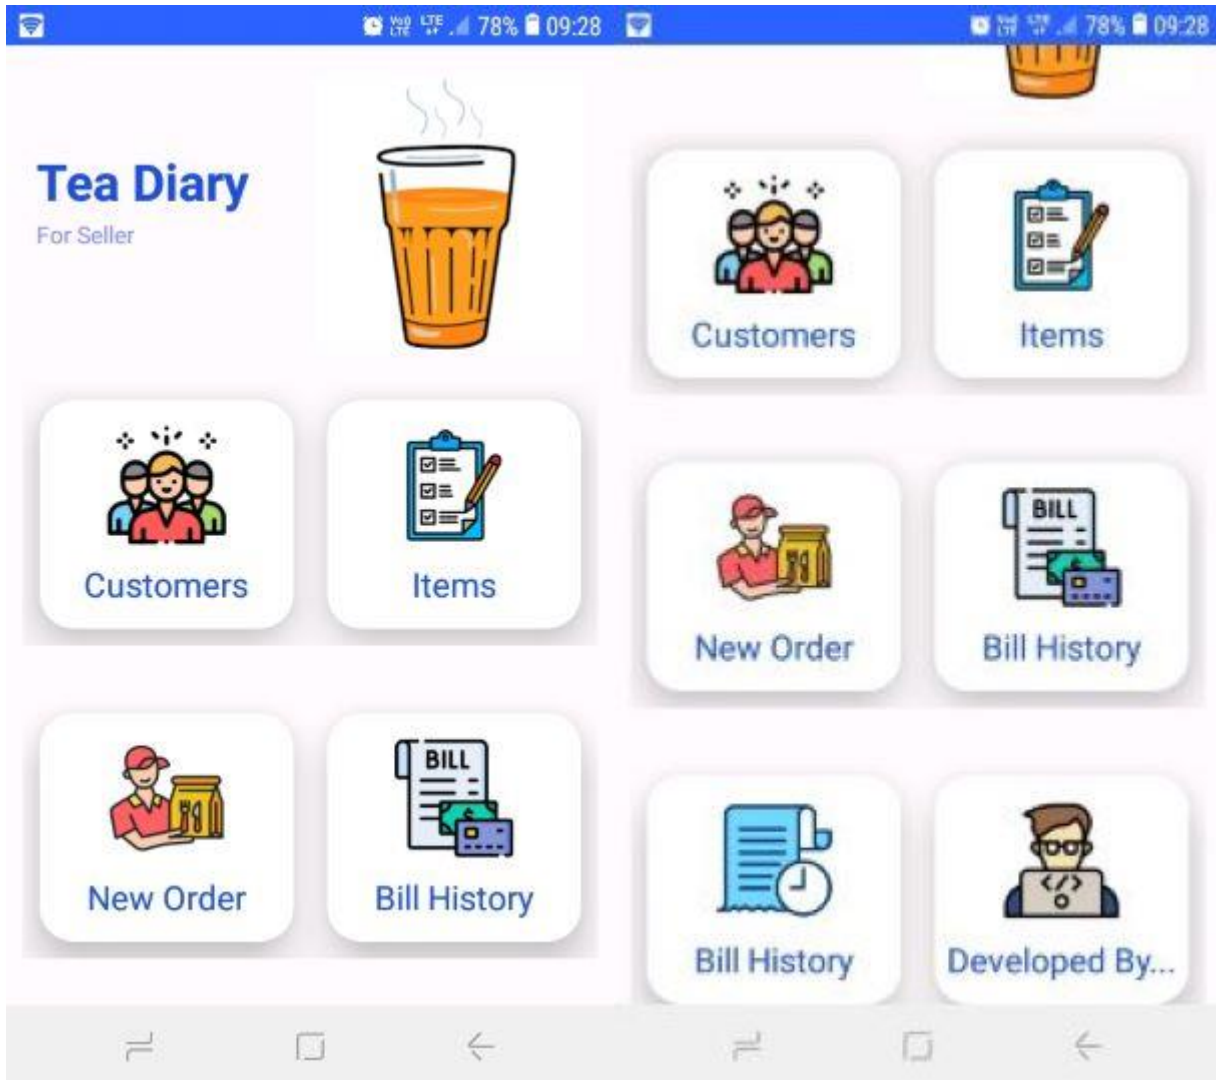 78% 09:28
Tea Diary
For Seller
Customers Items
BILL
New Order Bill History
78% 09:28
Customers Items
BILL
New Order Bill History
</>
Bill History Developed By...